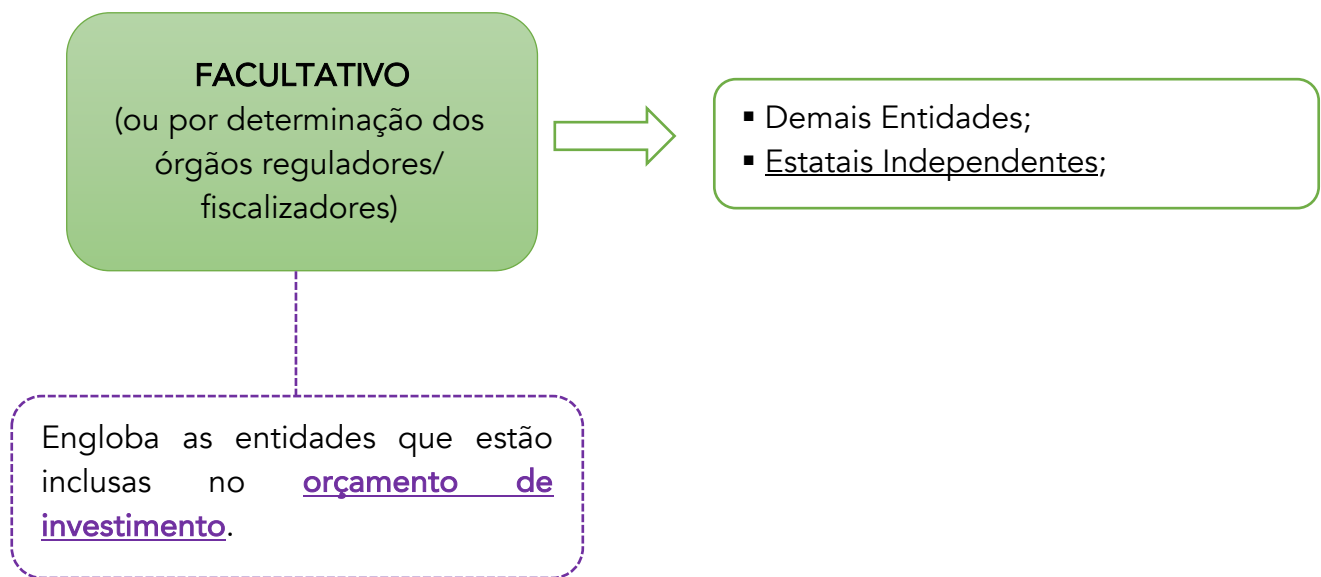 FACULTATIVO
(ou por determinação dos
órgãos reguladores/
fiscalizadores)
▪ Demais Entidades;
▪ Estatais Independentes;
Engloba as entidades que estão
inclusas no orçamento de
investimento.